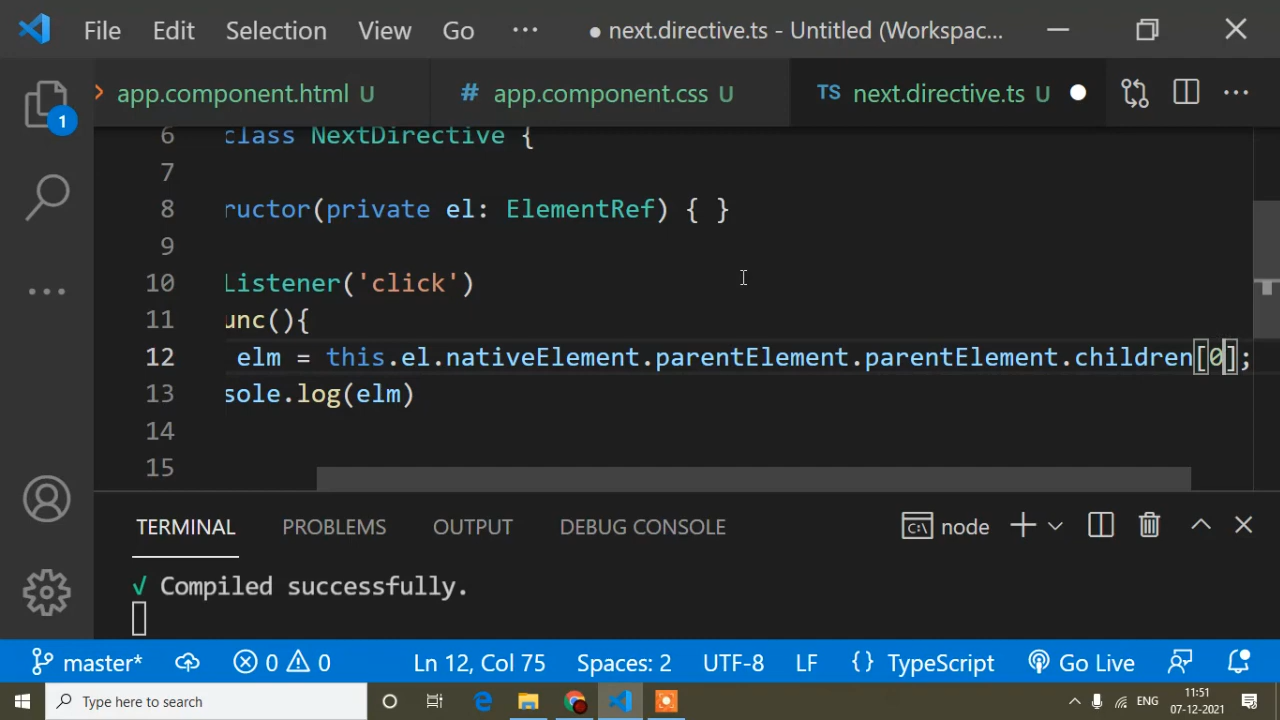 File Edit Selection View Go ··· ● next.directive.ts - Untitled (Workspac...
app.component.html U # app.component.css U TS next.directive.ts U
1
6 class NextDirective {
7
8 ructor(private el: ElementRef) { }
9
10 Listener('click')
11 unc(){
12 elm = this.el.nativeElement.parentElement.parentElement.children[0];
13 sole.log(elm)
14
15
TERMINAL PROBLEMS OUTPUT DEBUG CONSOLE node
√ Compiled successfully.
master* 0 0 Ln 12, Col 75 Spaces: 2 UTF-8 LF {} TypeScript Go Live
Type here to search ENG 11:51
07-12-2021